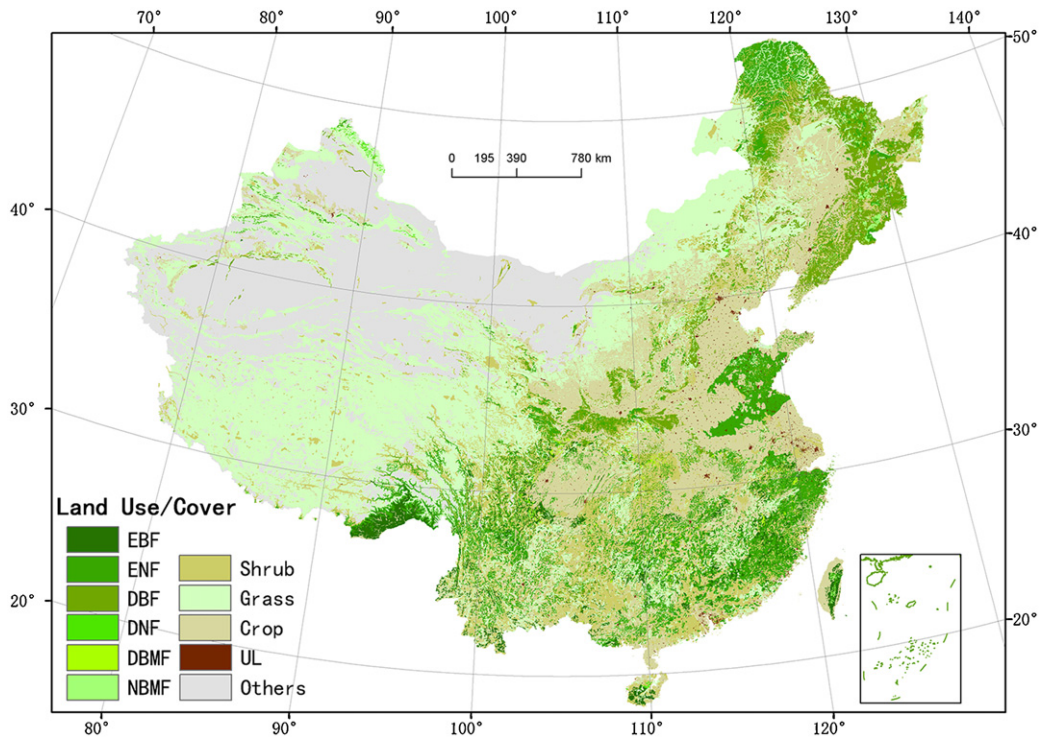 70° 80° 90° 100° 110° 120° 130° 140°
50°
0 195 390 780 km
40° 40°
30° 30°
Land Use/Cover
EBF
ENF Shrub
DBF Grass
20° DNF Crop 20°
DBMF UL
NBMF Others
80° 90° 100° 110° 120°